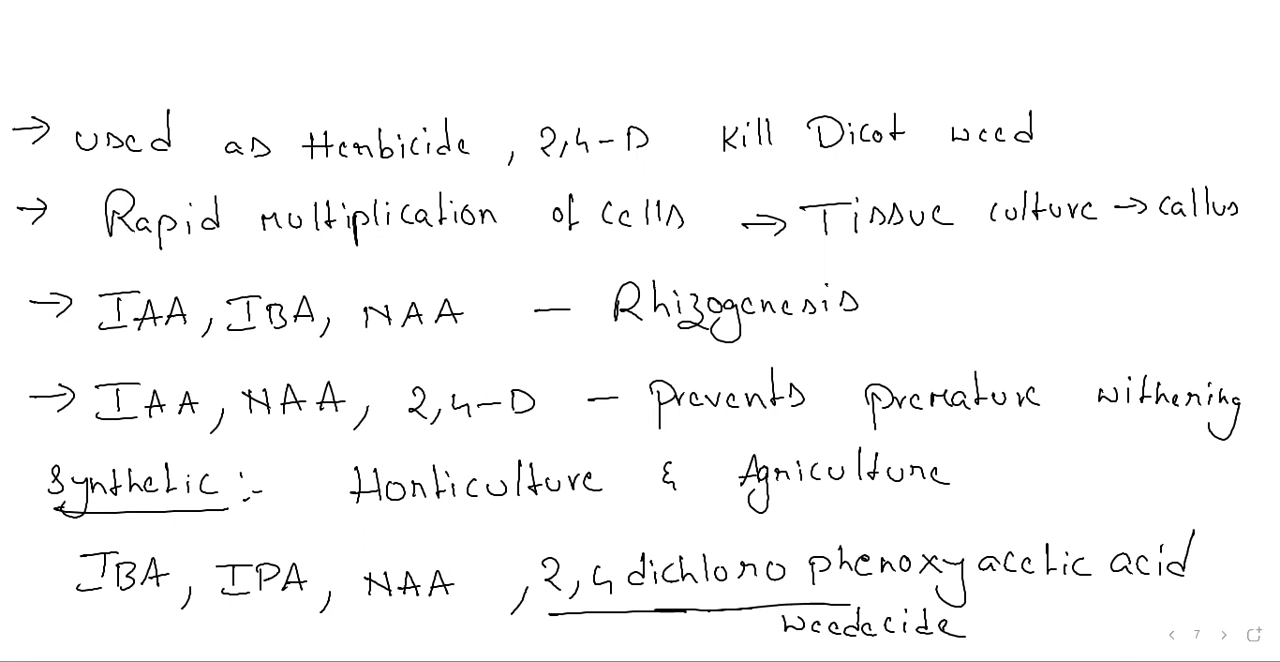 → used as Herbicide, 2,4-D kill Dicot weed
→ Rapid multiplication of cells ⇒ Tissue culture → callus
→ IAA, IBA, NAA — Rhizogenesis
→ IAA, NAA, 2,4-D — prevents premature withering
Synthetic :- Horticulture & Agriculture
IBA, IPA, NAA, 2,4 dichloro phenoxy acetic acid
weedecide
< 7 >